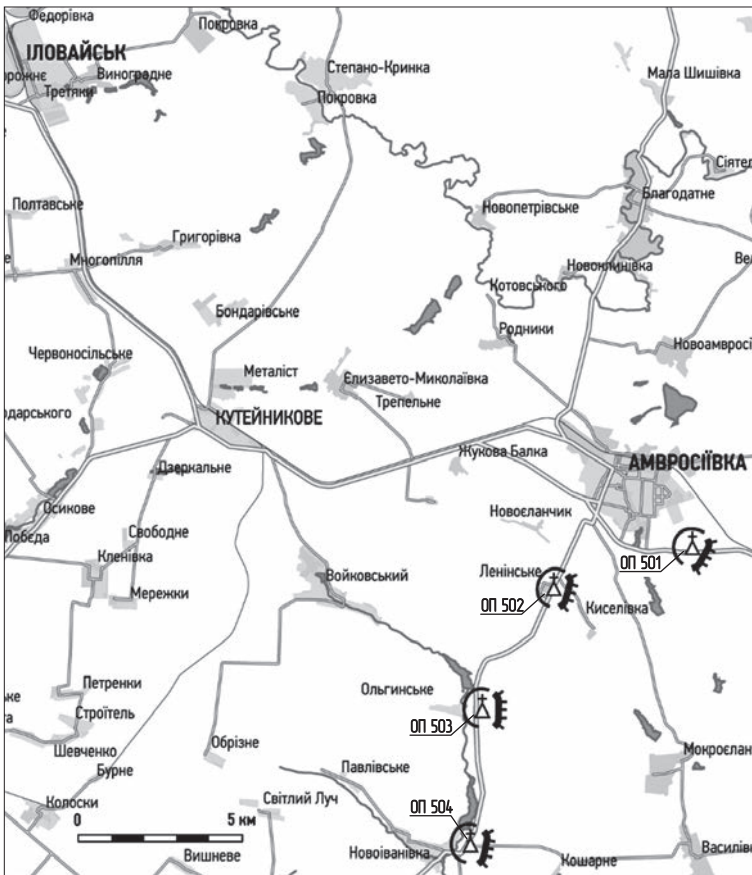 Федорівка
Покровка
ІЛОВАЙСЬК
Виноградне
Третяки
Степано-Кринка
Покровка
Мала Шишівка
Полтавське
Григорівка
Многопілля
Новопетрівське
Благодатне
Новоклинівка
Котовського
Бондарівське
Родники
Новоамвросі
Червоносільське
Металіст
Єлизавето-Миколаївка
Трепельне
одарського
КУТЕЙНИКОВЕ
Жукова Балка
АМВРОСІЇВКА
Дзеркальне
Осикове
Побєда
Новоєланчик
Свободне
Кленівка
Войковський
Ленінське
ОП 501
ОП 502
Мережки
Киселівка
Петренки
Ольгинське
Строїтель
ОП 503
Шевченко
Обрізне
Мокроєлан
Бурне
Павлівське
Колоски
Світлий Луч
ОП 504
0
5 км
Вишневе
Новоіванівка
Кошарне
Василів